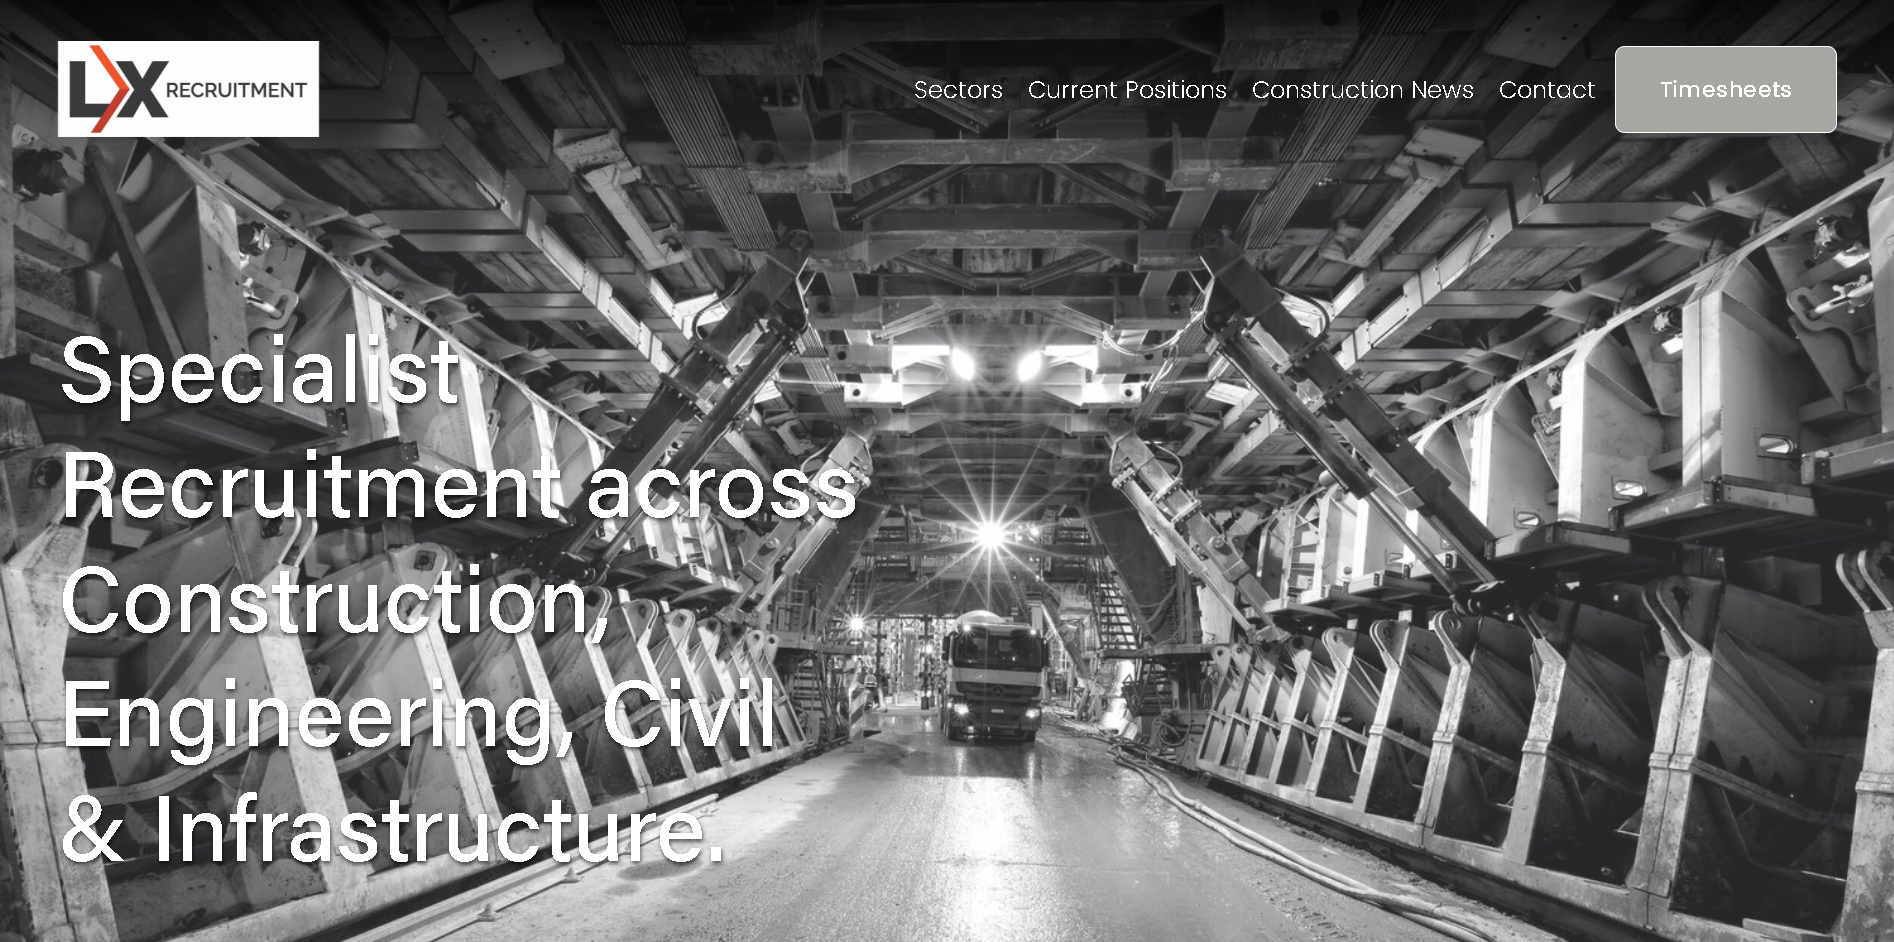 LX RECRUITMENT
Sectors Current Positions Construction News Contact Timesheets
Specialist
Recruitment across
Construction,
Engineering, Civil
& Infrastructure.